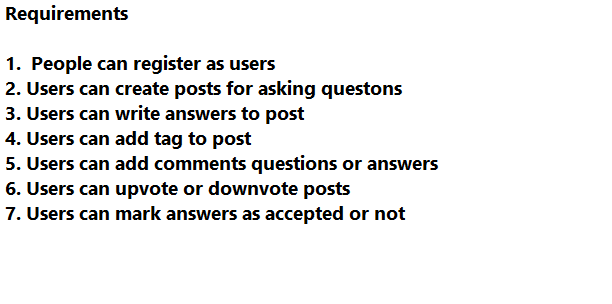 Requirements
1.  People can register as users
2. Users can create posts for asking questons
3. Users can write answers to post
4. Users can add tag to post
5. Users can add comments questions or answers
6. Users can upvote or downvote posts
7. Users can mark answers as accepted or not